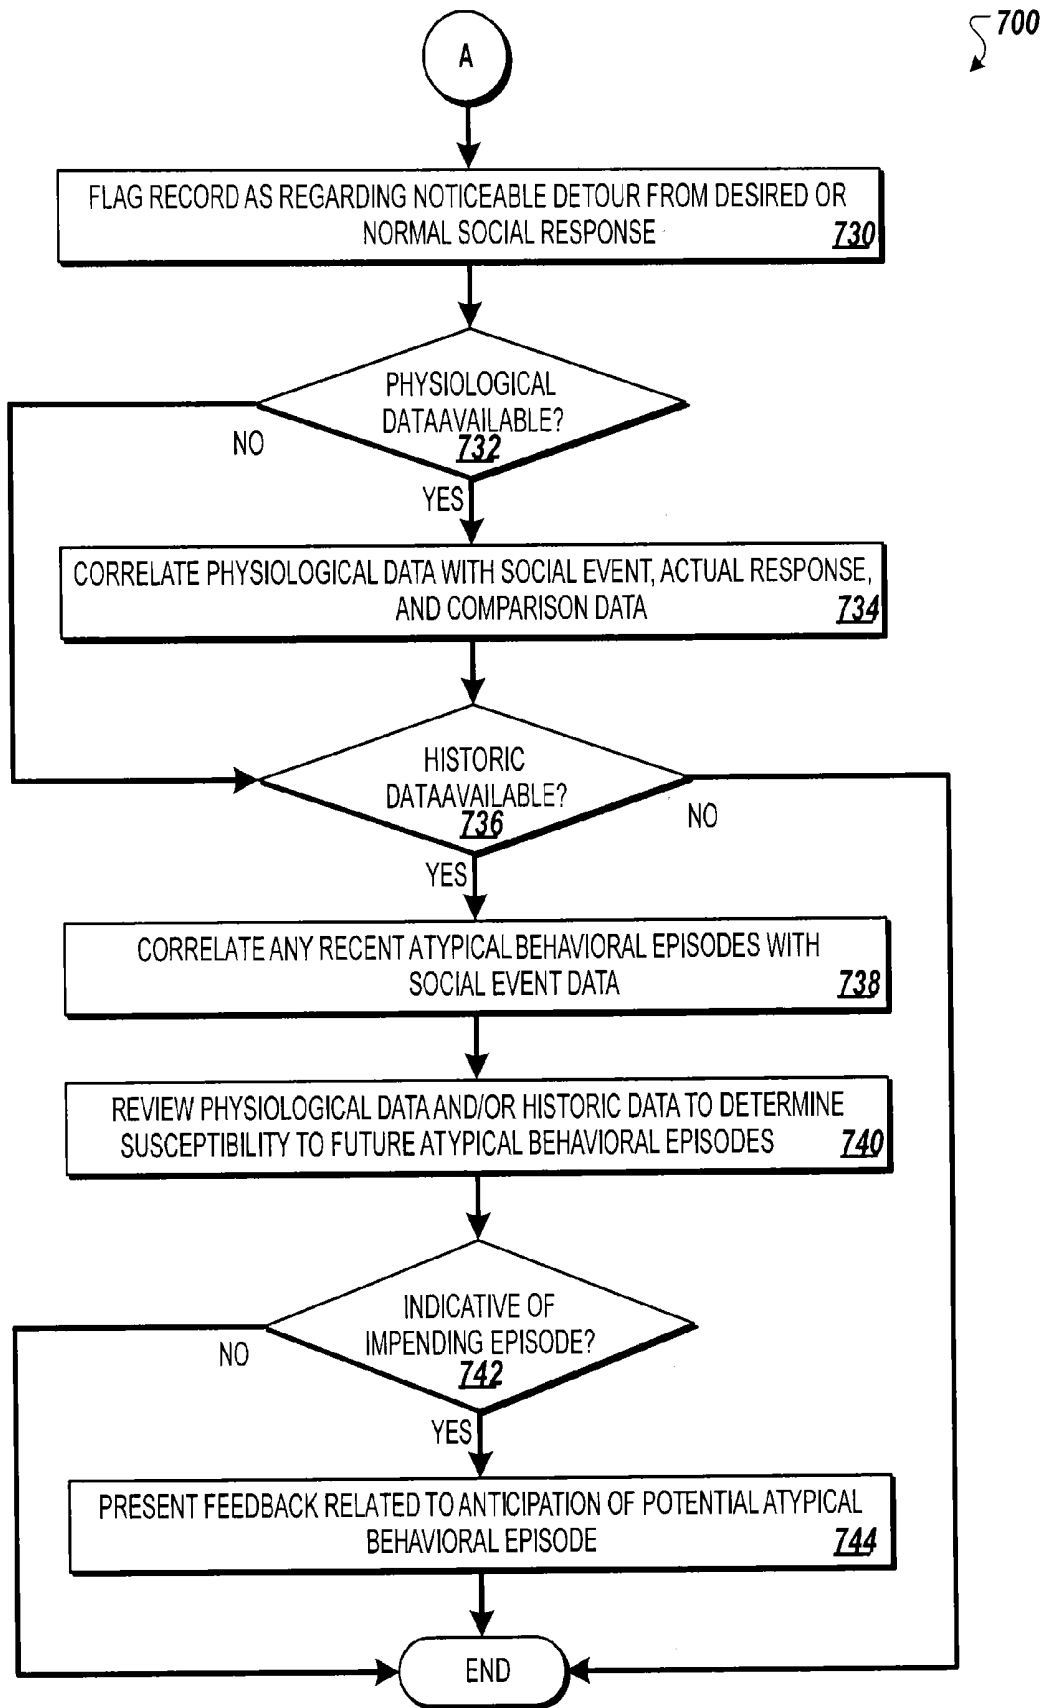 700
A
FLAG RECORD AS REGARDING NOTICEABLE DETOUR FROM DESIRED OR
NORMAL SOCIAL RESPONSE 730
PHYSIOLOGICAL
DATAAVAILABLE?
732
NO
YES
CORRELATE PHYSIOLOGICAL DATA WITH SOCIAL EVENT, ACTUAL RESPONSE,
AND COMPARISON DATA 734
HISTORIC
DATAAVAILABLE?
736
NO
YES
CORRELATE ANY RECENT ATYPICAL BEHAVIORAL EPISODES WITH
SOCIAL EVENT DATA 738
REVIEW PHYSIOLOGICAL DATA AND/OR HISTORIC DATA TO DETERMINE
SUSCEPTIBILITY TO FUTURE ATYPICAL BEHAVIORAL EPISODES 740
INDICATIVE OF
IMPENDING EPISODE?
742
NO
YES
PRESENT FEEDBACK RELATED TO ANTICIPATION OF POTENTIAL ATYPICAL
BEHAVIORAL EPISODE 744
END